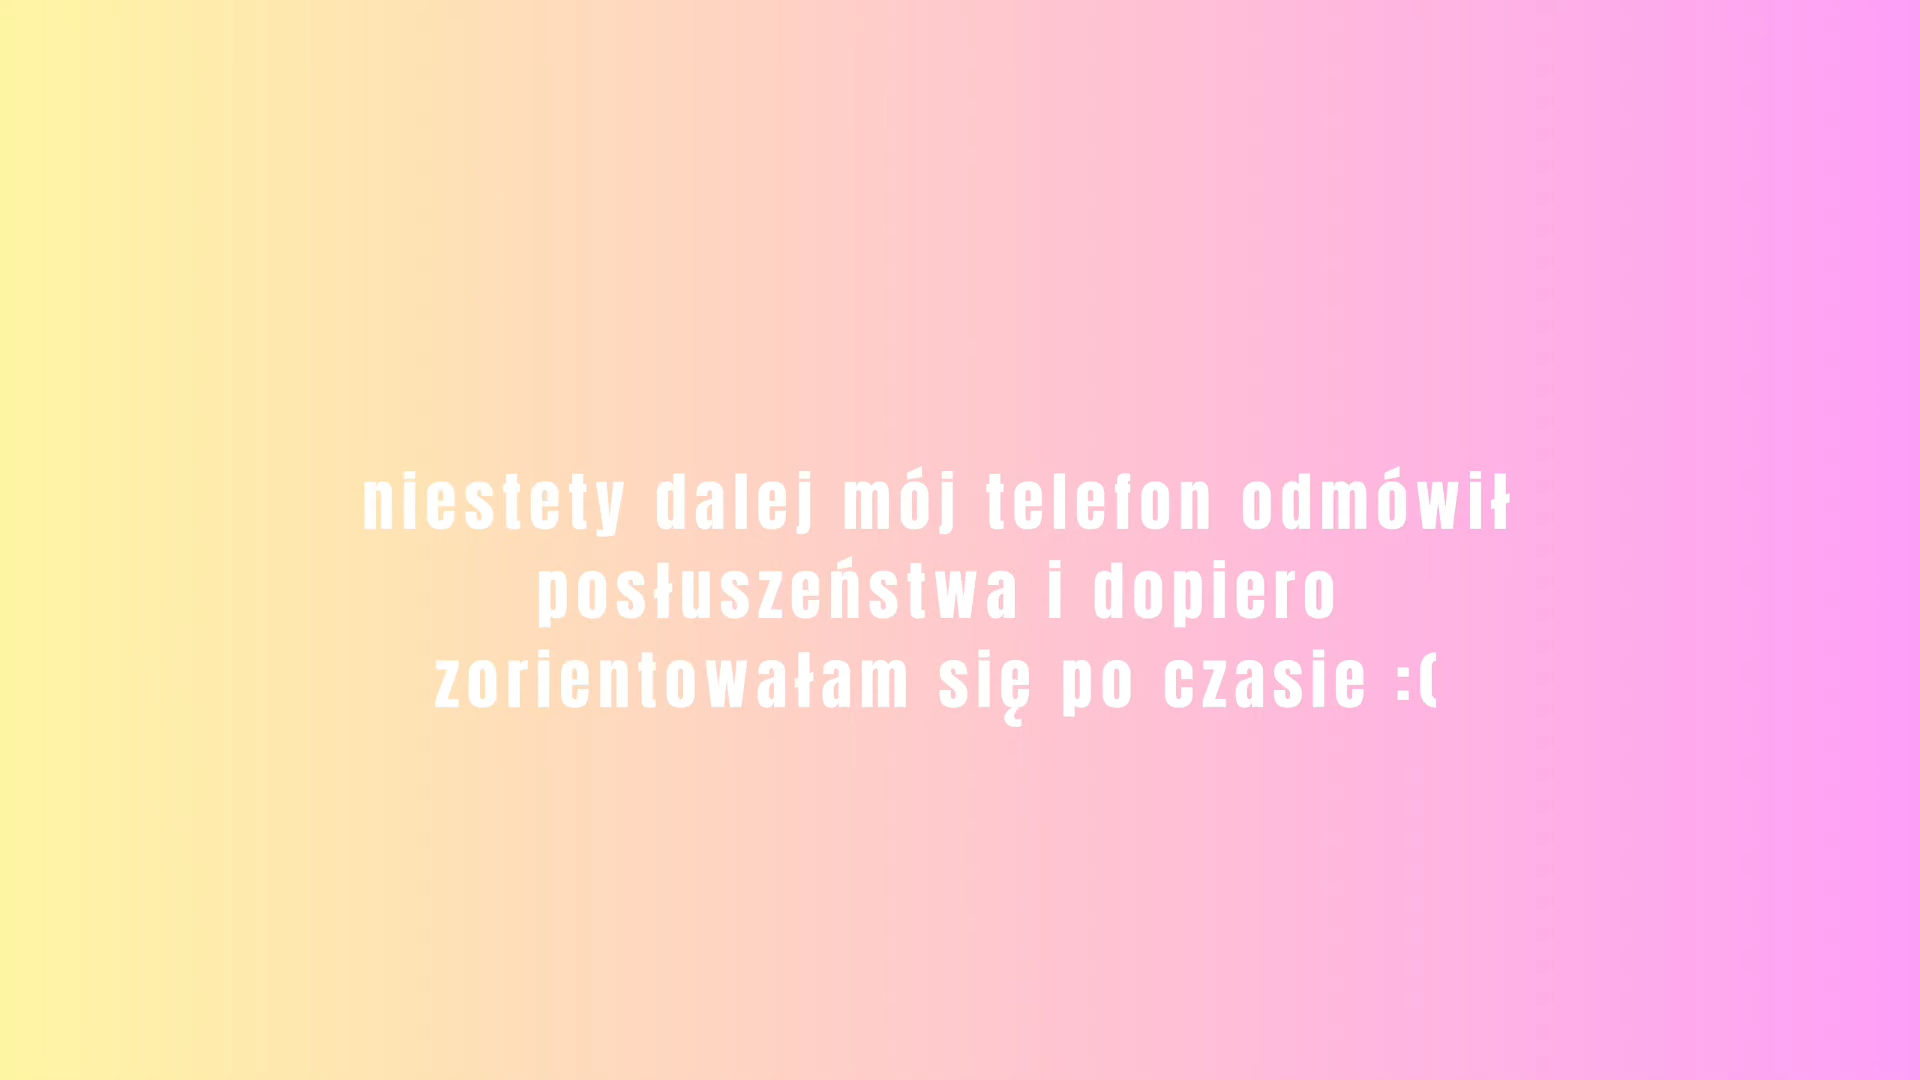 niestety dalej mój telefon odmówił
posłuszeństwa i dopiero
zorientowałam się po czasie :(